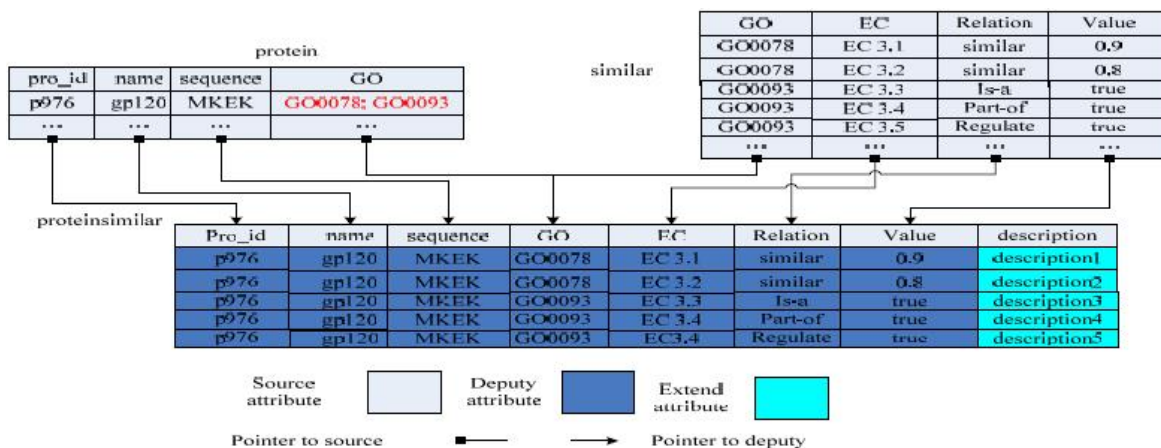 protein
pro_id name sequence GO
p976 gp120 MKEK GO0078; GO0093
... ... ... ...
similar
GO EC Relation Value
GO0078 EC 3.1 similar 0.9
GO0078 EC 3.2 similar 0.8
GO0093 EC 3.3 Is-a true
GO0093 EC 3.4 Part-of true
GO0093 EC 3.5 Regulate true
... ... ... ...
proteinsimilar
Pro_id name sequence GO EC Relation Value description
p976 gp120 MKEK GO0078 EC 3.1 similar 0.9 description1
p976 gp120 MKEK GO0078 EC 3.2 similar 0.8 description2
p976 gp120 MKEK GO0093 EC 3.3 Is-a true description3
p976 gp120 MKEK GO0093 EC 3.4 Part-of true description4
p976 gp120 MKEK GO0093 EC3.4 Regulate true description5
Source attribute
Deputy attribute
Extend attribute
Pointer to source
Pointer to deputy